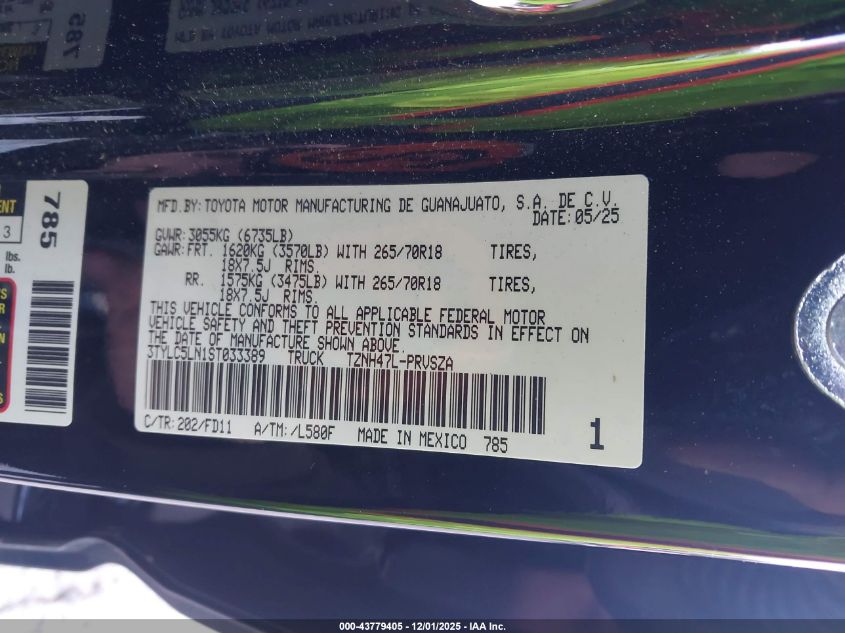 MFD.BY:TOYOTA MOTOR MANUFACTURING DE GUANAJUATO, S.A. DE C.V.
DATE:05/25
GVWR:3055KG (6735LB)
GAWR:FRT. 1620KG (3570LB) WITH 265/70R18 TIRES,
18X7.5J RIMS.
RR. 1575KG (3475LB) WITH 265/70R18 TIRES,
18X7.5J RIMS.
THIS VEHICLE CONFORMS TO ALL APPLICABLE FEDERAL MOTOR
VEHICLE SAFETY AND THEFT PREVENTION STANDARDS IN EFFECT ON
THE DATE OF MANUFACTURE SHOWN ABOVE.
3TYLC5LN1ST033389 TRUCK TZNH47L-PRVSZA
C/TR:202/FD11 A/TM:/L580F MADE IN MEXICO 785
1
785
3
lbs.
lb.
000-43779405 - 12/01/2025 - IAA Inc.